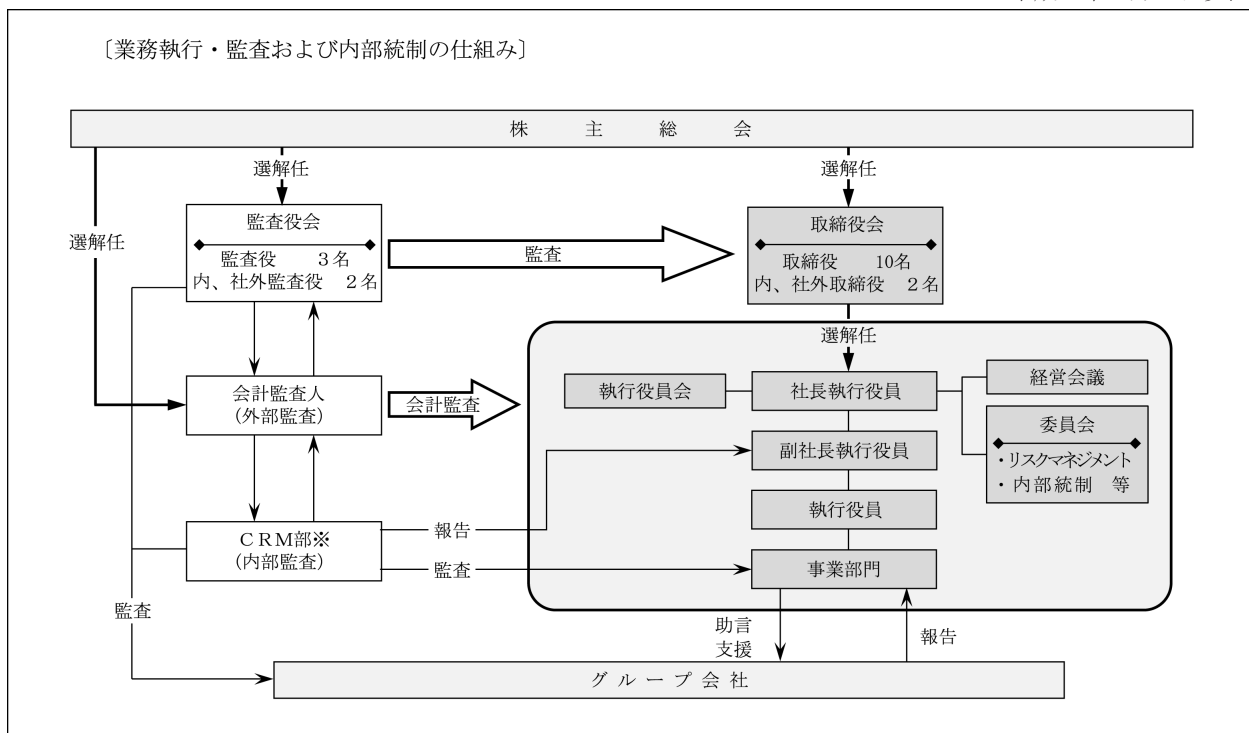 〔業務執行・監査および内部統制の仕組み〕
株主総会
選解任
選解任
選解任
監査役会
監査役 3名
内、社外監査役 2名
監査
取締役会
取締役 10名
内、社外取締役 2名
選解任
会計監査人
(外部監査)
会計監査
執行役員会
社長執行役員
経営会議
委員会
・リスクマネジメント
・内部統制 等
副社長執行役員
執行役員
CRM部※
(内部監査)
報告
監査
事業部門
監査
助言
支援
報告
グループ会社